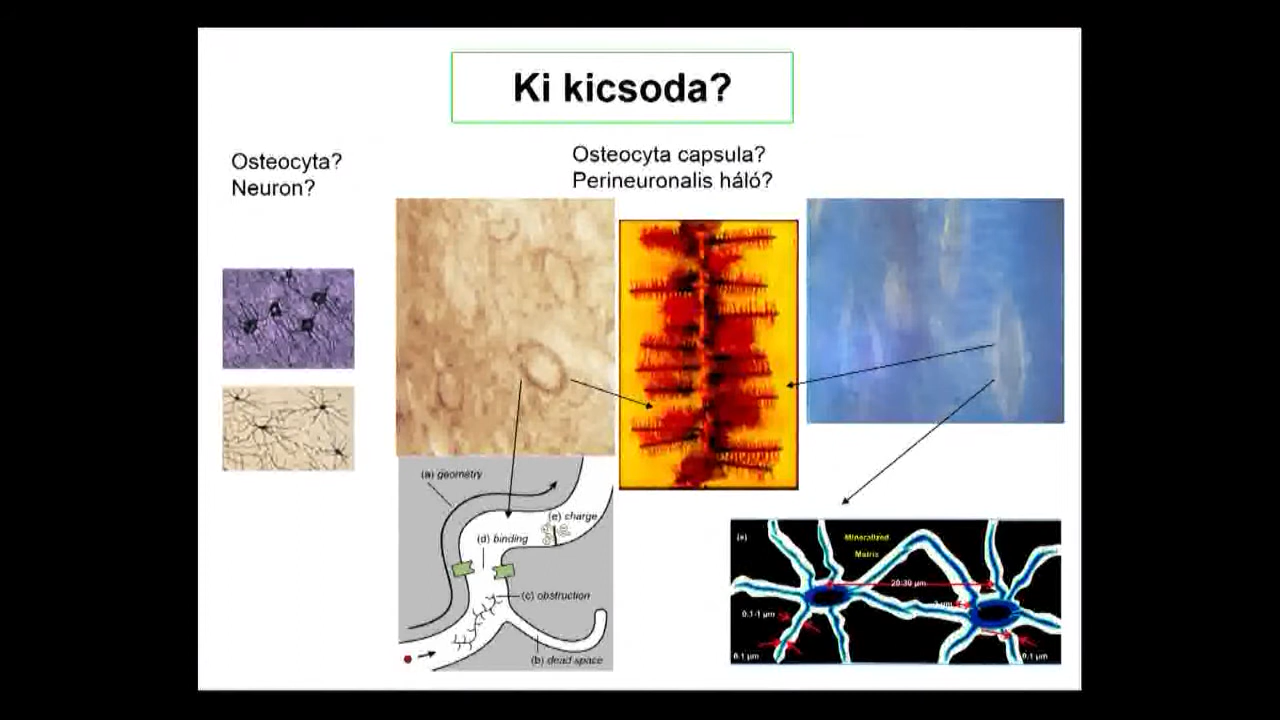 Ki kicsoda?
Osteocyta?
Neuron?
Osteocyta capsula?
Perineuronalis háló?
(a) geometry
(e) charge
(d) binding
(c) obstruction
(b) dead space
Mineralized
Matrix
20-30 µm
0.1-1 µm
0.1 µm
0.1 µm